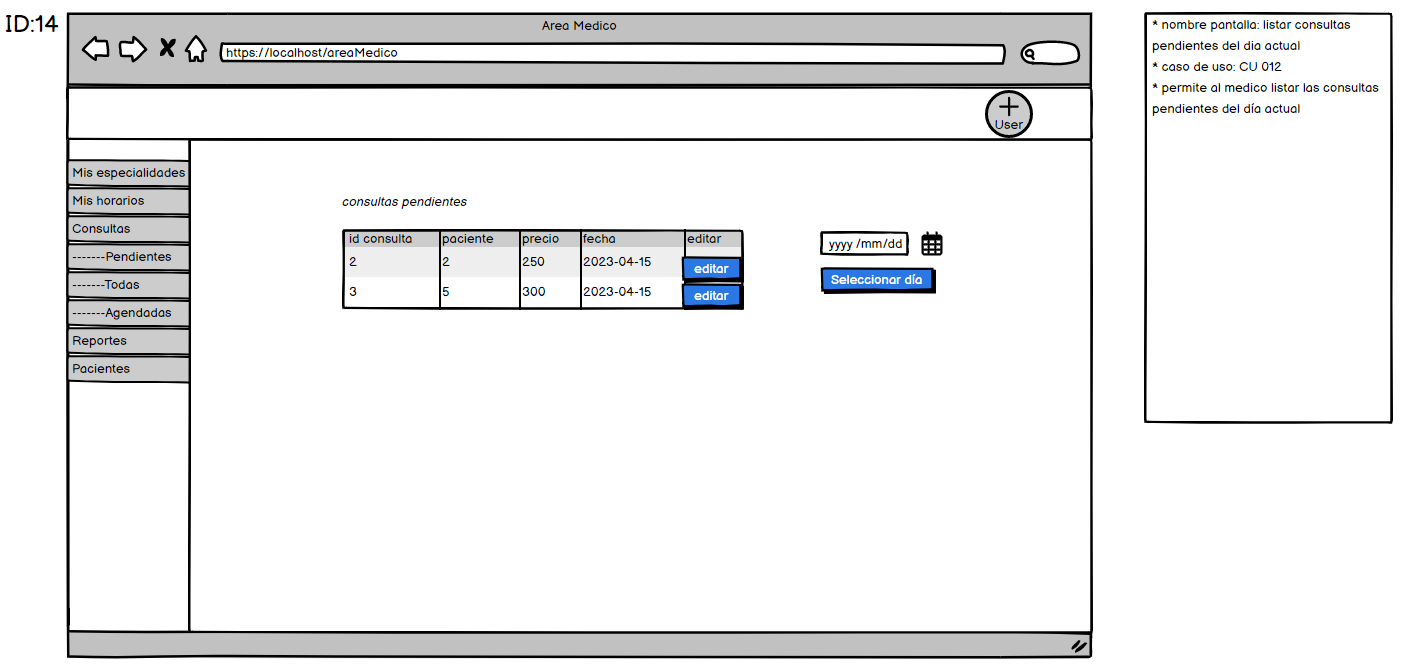 ID:14
Area Medico
https://localhost/areaMedico
User
Mis especialidades
Mis horarios
Consultas
-------Pendientes
-------Todas
-------Agendadas
Reportes
Pacientes
consultas pendientes
id consulta paciente precio fecha editar
2 2 250 2023-04-15 editar
3 5 300 2023-04-15 editar
yyyy /mm/dd
Seleccionar día
* nombre pantalla: listar consultas
pendientes del dia actual
* caso de uso: CU 012
* permite al medico listar las consultas
pendientes del día actual